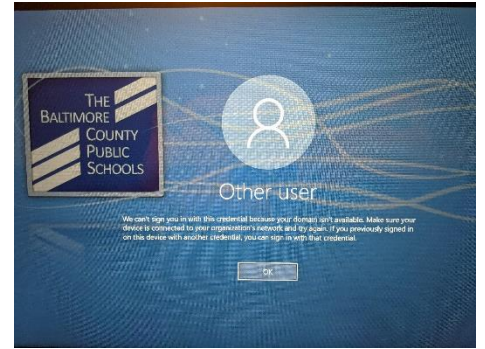 THE
BALTIMORE
COUNTY
PUBLIC
SCHOOLS
Other user
We can't sign you in with this credential because your domain isn't available. Make sure your
device is connected to your organization's network and try again. If you previously signed in
on this device with another credential, you can sign in with that credential.
OK